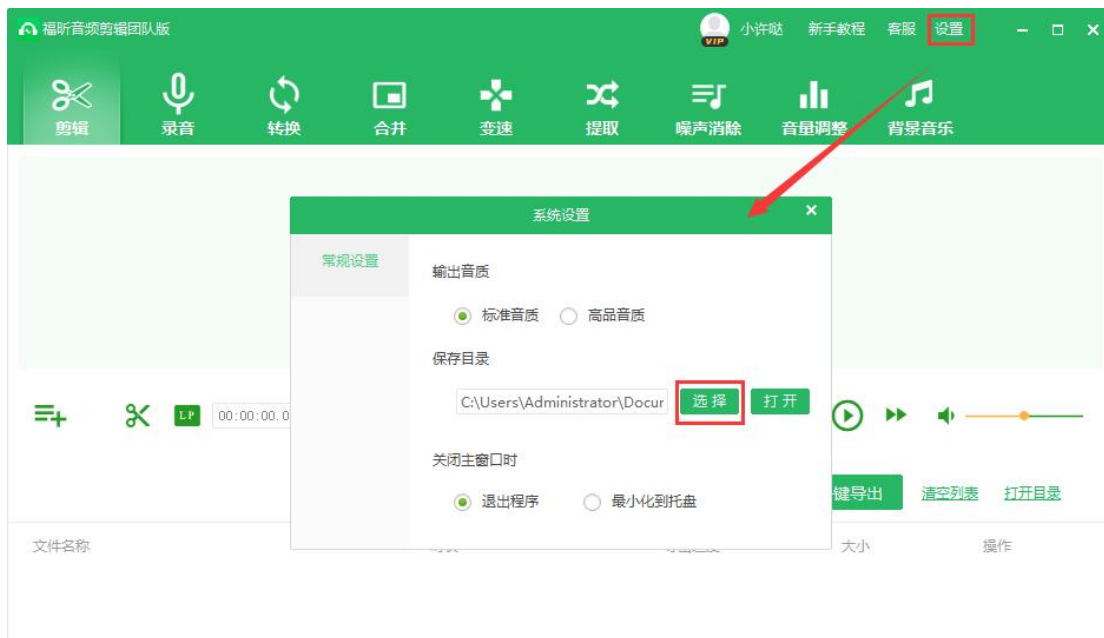 福昕音频剪辑团队版
VIP
小许哒 新手教程 客服 设置
剪辑 录音 转换 合并 变速 提取 噪声消除 音量调整 背景音乐
系统设置
常规设置
输出音质
标准音质 高品音质
保存目录
C:\Users\Administrator\Docur 选择 打开
LP 00:00:00.0
关闭主窗口时
退出程序 最小化到托盘
键导出 清空列表 打开目录
文件名称 大小 操作